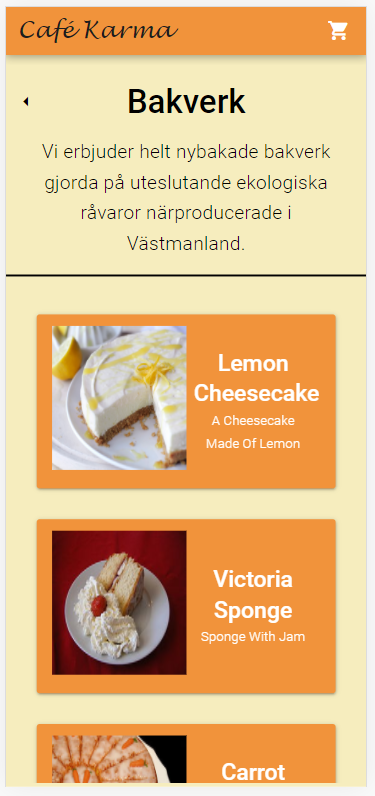 Café Karma
Bakverk
Vi erbjuder helt nybakade bakverk
gjorda på uteslutande ekologiska
råvaror närproducerade i
Västmanland.
Lemon
Cheesecake
A Cheesecake
Made Of Lemon
Victoria
Sponge
Sponge With Jam
Carrot